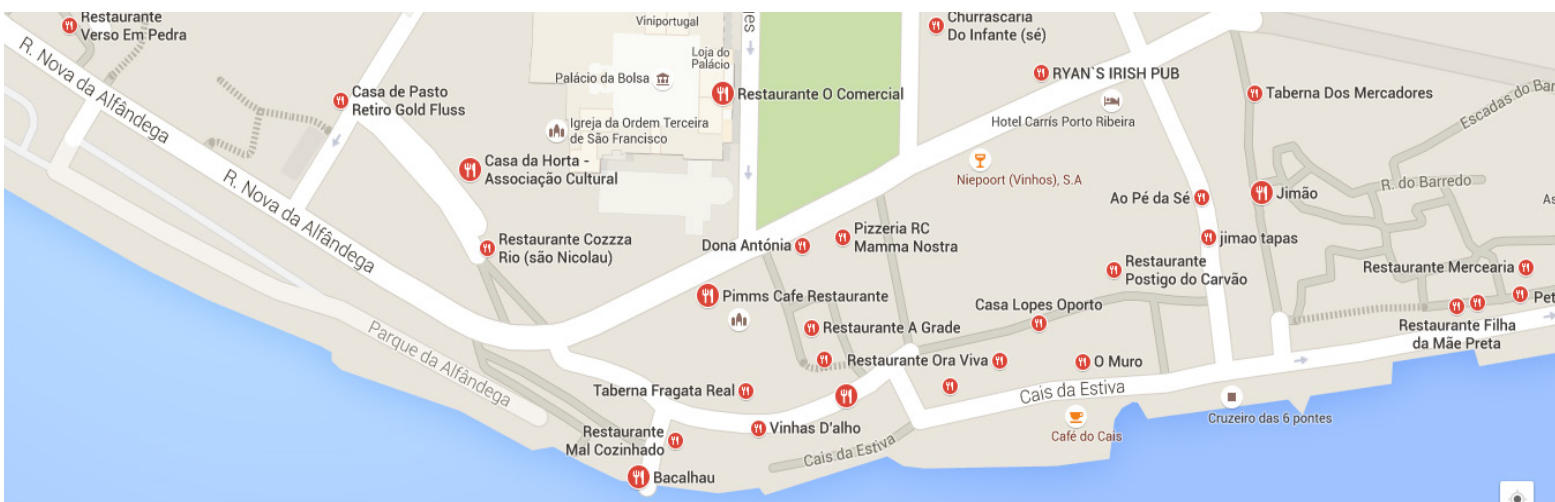 Restaurante
Verso Em Pedra
R. Nova da Alfândega
Casa de Pasto
Retiro Gold Fluss
Viniportugal
Loja do
Palácio
Palácio da Bolsa
Restaurante O Comercial
Igreja da Ordem Terceira
de São Francisco
Casa da Horta -
Associação Cultural
R. Nova da Alfândega
Restaurante Cozzza
Rio (são Nicolau)
Churrascaria
Do Infante (sé)
RYAN`S IRISH PUB
Hotel Carrís Porto Ribeira
Taberna Dos Mercadores
Escadas do Bar
Niepoort (Vinhos), S.A
R. do Barredo
Ao Pé da Sé
Jimão
As
jimao tapas
Dona Antónia
Pizzeria RC
Mamma Nostra
Restaurante
Postigo do Carvão
Restaurante Mercearia
Pimms Cafe Restaurante
Casa Lopes Oporto
Pet
Restaurante A Grade
Restaurante Filha
da Mãe Preta
Parque da Alfândega
Restaurante Ora Viva
O Muro
Taberna Fragata Real
Cais da Estiva
Cruzeiro das 6 pontes
Vinhas D'alho
Café do Cais
Restaurante
Mal Cozinhado
Cais da Estiva
Bacalhau